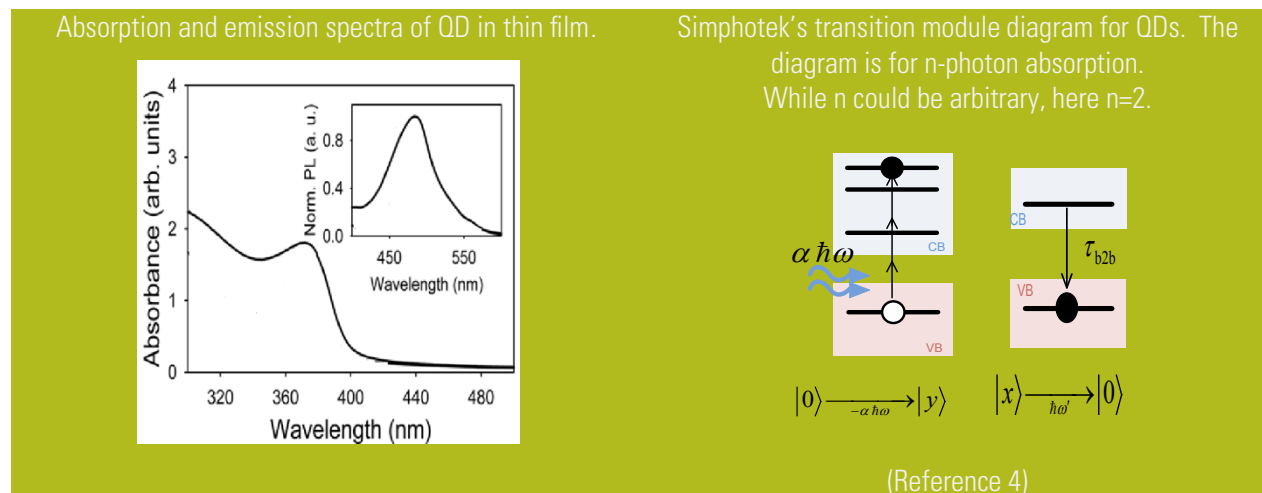 Absorption and emission spectra of QD in thin film.
Absorbance (arb. units)
4
3
2
1
0
320
360
400
440
480
Wavelength (nm)
Norm. PL (a. u.)
0.8
0.4
0.0
450
550
Wavelength (nm)
Simphotek's transition module diagram for QDs. The
diagram is for n-photon absorption.
While n could be arbitrary, here n=2.
αħω
CB
VB
CB
τb2b
VB
|0⟩ −αħω → |y⟩
|x⟩ ħω′ → |0⟩
(Reference 4)